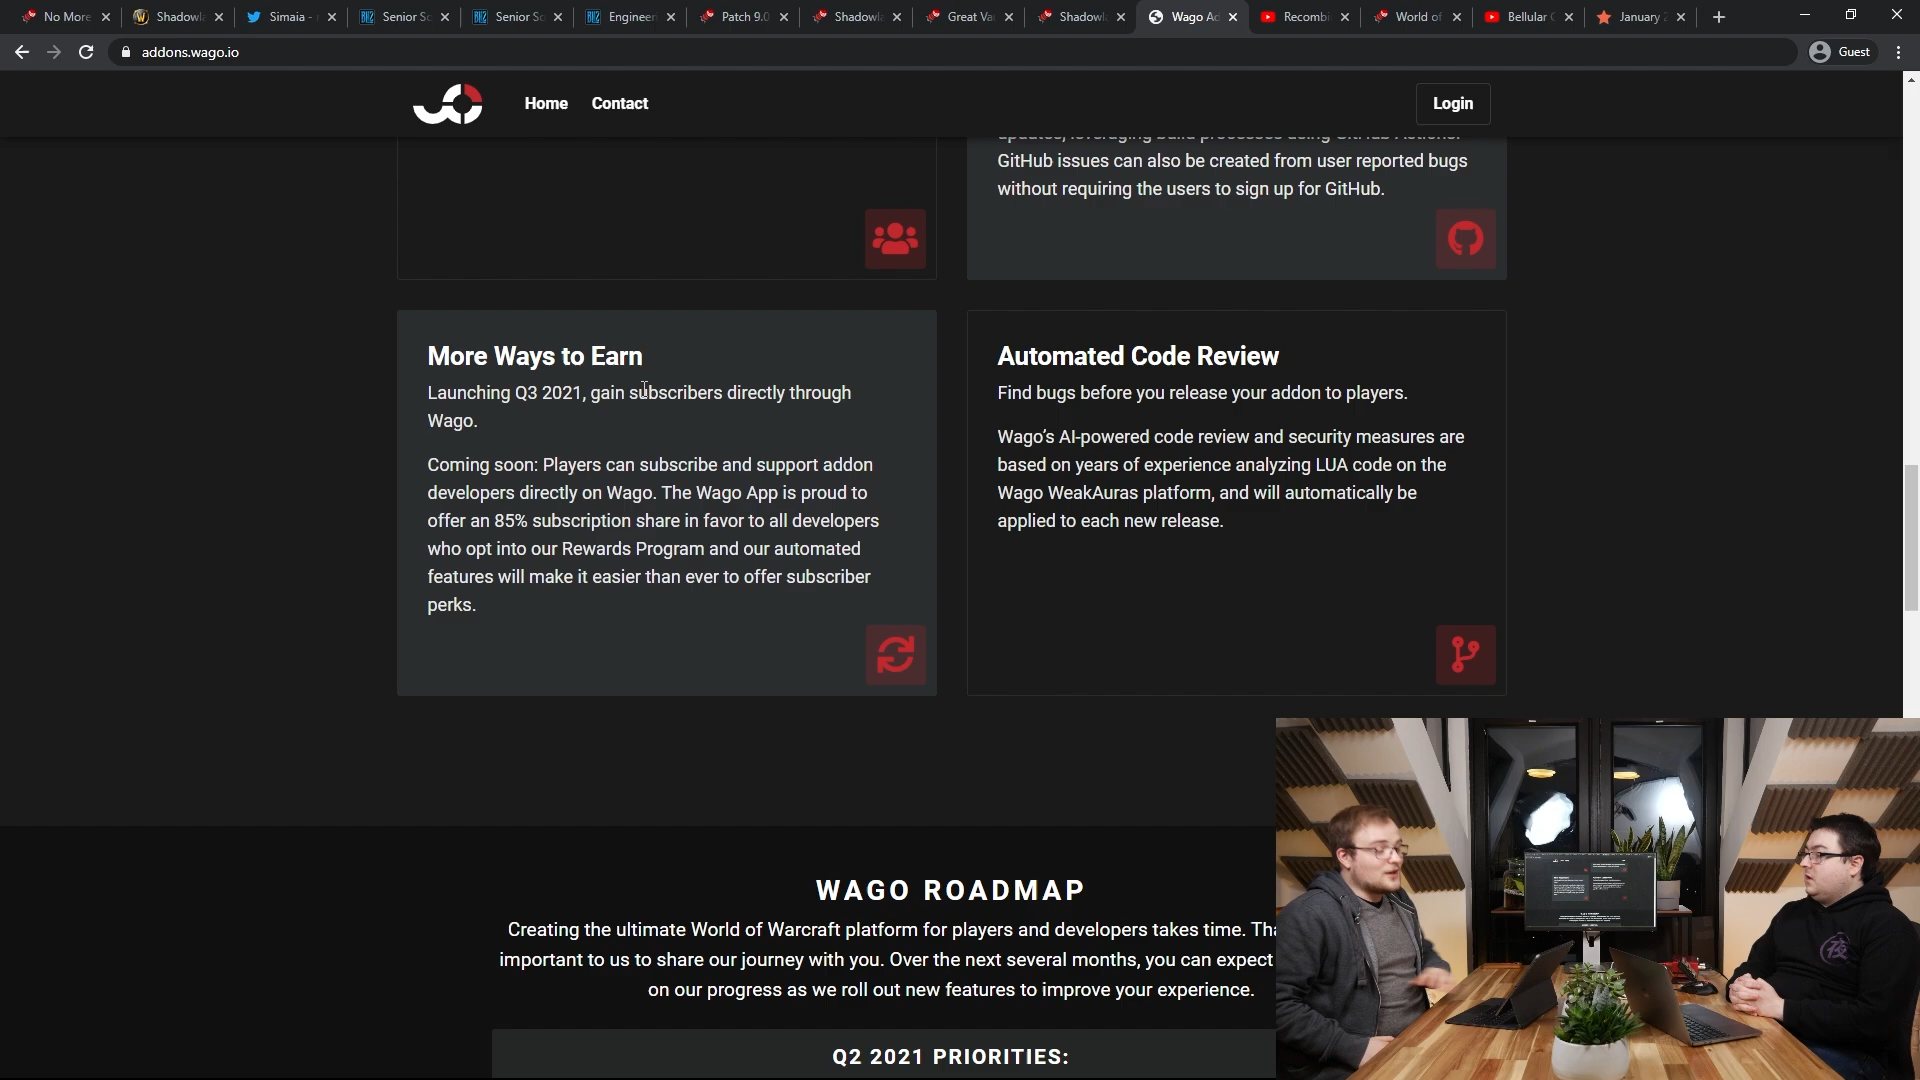 No More
Shadowl
Simaia -
Senior Sc
Senior Sc
Engineer
Patch 9.0
Shadowla
Great Va
Shadowl
Wago Ad
Recombi
World of
Bellular
January
addons.wago.io
Guest
Home
Contact
Login
GitHub issues can also be created from user reported bugs
without requiring the users to sign up for GitHub.
More Ways to Earn
Launching Q3 2021, gain subscribers directly through
Wago.
Coming soon: Players can subscribe and support addon
developers directly on Wago. The Wago App is proud to
offer an 85% subscription share in favor to all developers
who opt into our Rewards Program and our automated
features will make it easier than ever to offer subscriber
perks.
Automated Code Review
Find bugs before you release your addon to players.
Wago's AI-powered code review and security measures are
based on years of experience analyzing LUA code on the
Wago WeakAuras platform, and will automatically be
applied to each new release.
WAGO ROADMAP
Creating the ultimate World of Warcraft platform for players and developers takes time. Tha
important to us to share our journey with you. Over the next several months, you can expect
on our progress as we roll out new features to improve your experience.
Q2 2021 PRIORITIES:
夜